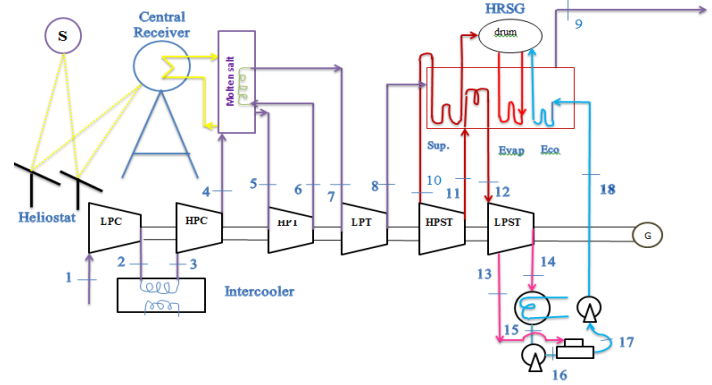 HRSG
9
Central
Receiver
S
drum
Molten salt
Sup.
Evap
Eco
4
5
6
7
8
10
11
12
18
Heliostat
LPC
HPC
HPT
LPT
HPST
LPST
G
1
2
3
13
14
Intercooler
15
16
17